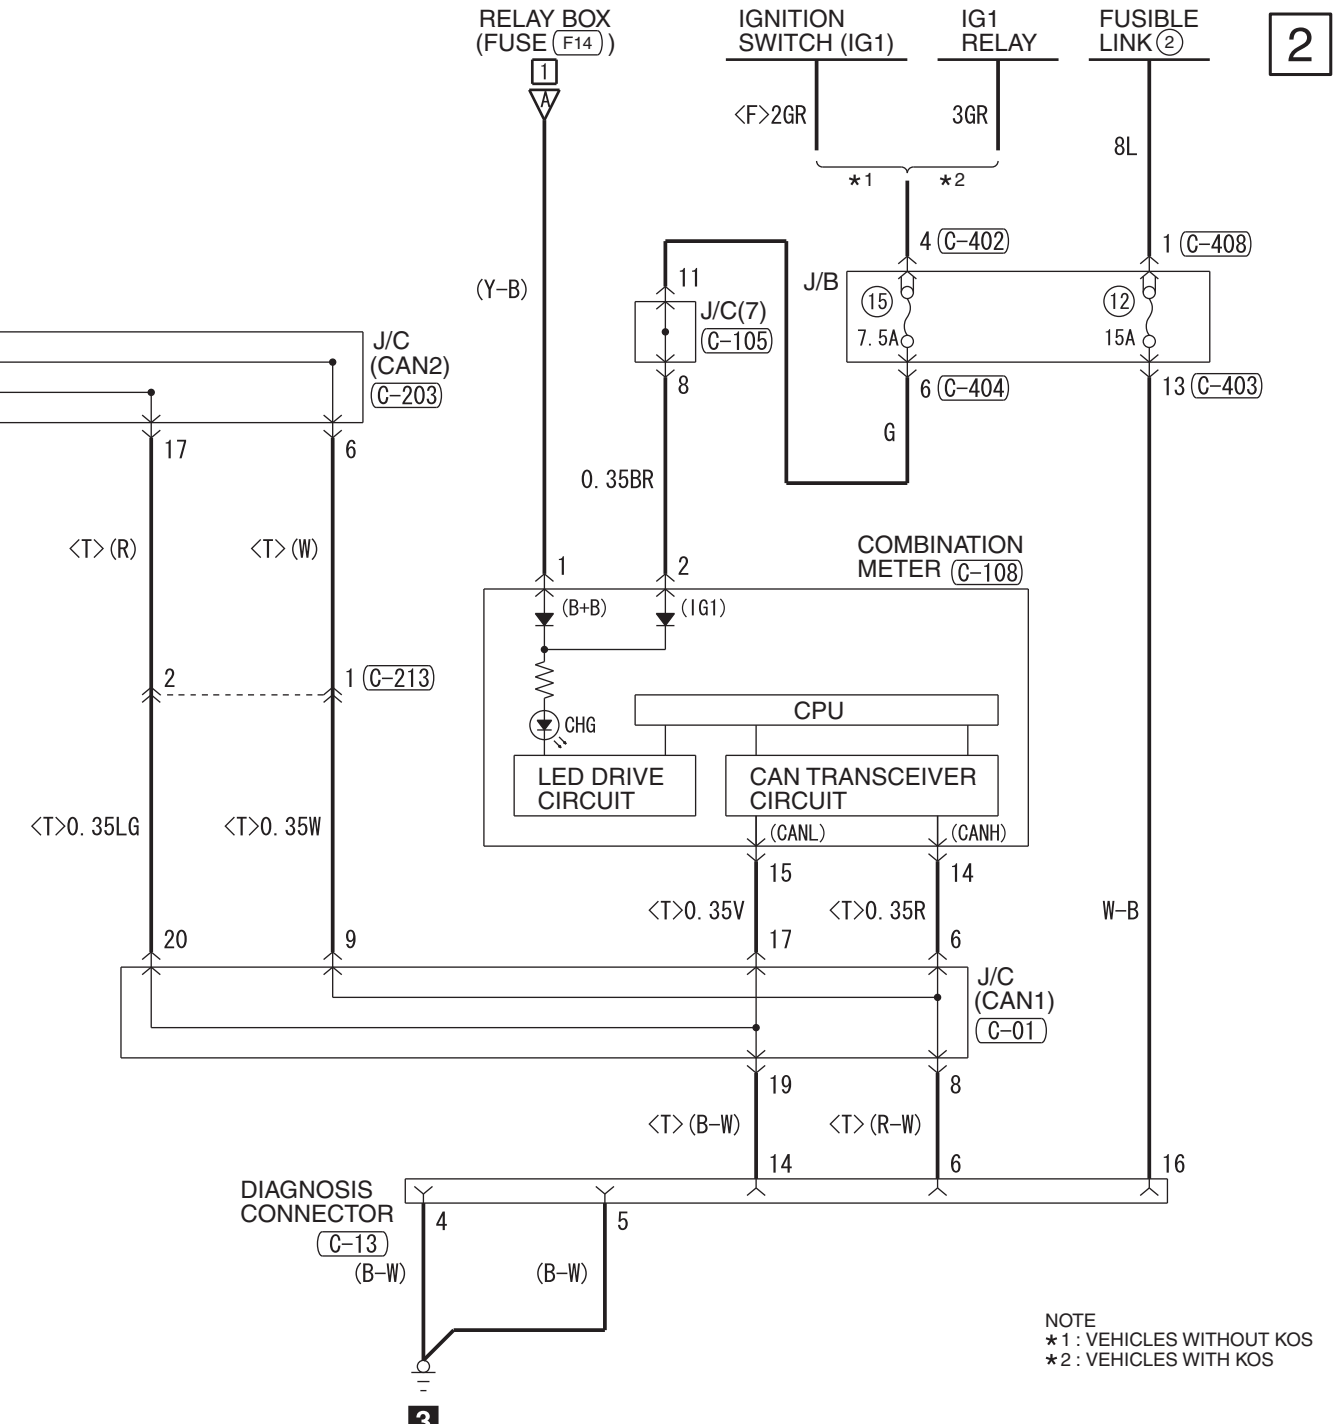 RELAY BOX
(FUSE F14)
IGNITION
SWITCH (IG1)
IG1
RELAY
FUSIBLE
LINK 2
2
1
A
<F>2GR
3GR
8L
*1
*2
4 C-402
1 C-408
(Y-B)
11
J/B
15
7.5A
12
15A
J/C(7)
C-105
J/C
(CAN2)
C-203
8
6 C-404
13 C-403
G
17
6
0.35BR
<T>(R)
<T>(W)
COMBINATION
METER C-108
1
2
(B+B)
(IG1)
2
1 C-213
CPU
CHG
LED DRIVE
CIRCUIT
CAN TRANSCEIVER
CIRCUIT
<T>0.35LG
<T>0.35W
(CANL)
(CANH)
15
14
<T>0.35V
<T>0.35R
W-B
20
9
17
6
J/C
(CAN1)
C-01
19
8
<T>(B-W)
<T>(R-W)
14
6
16
DIAGNOSIS
CONNECTOR
C-13
4
5
(B-W)
(B-W)
NOTE
*1 : VEHICLES WITHOUT KOS
*2 : VEHICLES WITH KOS
3